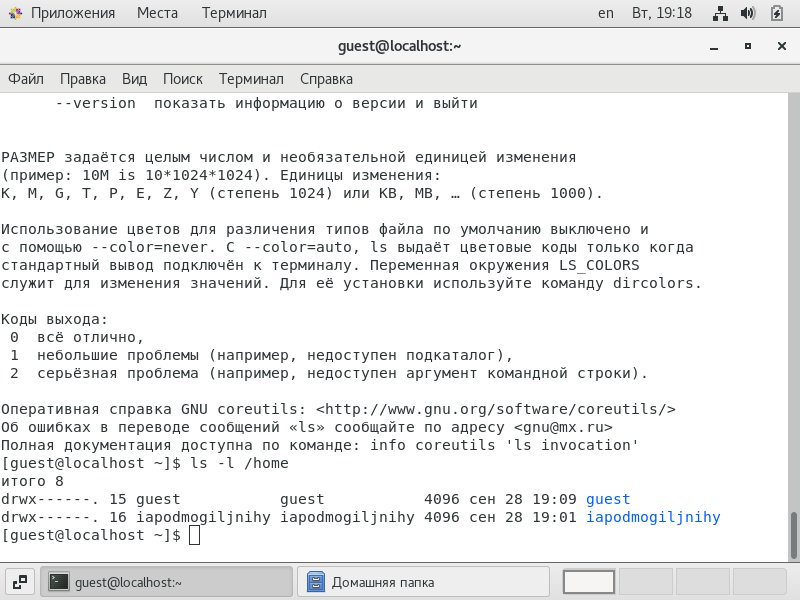 Приложения Места Терминал en Вт, 19:18
guest@localhost:~
Файл Правка Вид Поиск Терминал Справка
--version показать информацию о версии и выйти
РАЗМЕР задаётся целым числом и необязательной единицей изменения
(пример: 10M is 10*1024*1024). Единицы изменения:
K, M, G, T, P, E, Z, Y (степень 1024) или KB, MB, … (степень 1000).
Использование цветов для различения типов файла по умолчанию выключено и
с помощью --color=never. С --color=auto, ls выдаёт цветовые коды только когда
стандартный вывод подключён к терминалу. Переменная окружения LS_COLORS
служит для изменения значений. Для её установки используйте команду dircolors.
Коды выхода:
0 всё отлично,
1 небольшие проблемы (например, недоступен подкаталог),
2 серьёзная проблема (например, недоступен аргумент командной строки).
Оперативная справка GNU coreutils: <http://www.gnu.org/software/coreutils/>
Об ошибках в переводе сообщений «ls» сообщайте по адресу <gnu@mx.ru>
Полная документация доступна по команде: info coreutils 'ls invocation'
[guest@localhost ~]$ ls -l /home
итого 8
drwx------. 15 guest guest 4096 сен 28 19:09 guest
drwx------. 16 iapodmogiljnihy iapodmogiljnihy 4096 сен 28 19:01 iapodmogiljnihy
[guest@localhost ~]$
guest@localhost:~ Домашняя папка